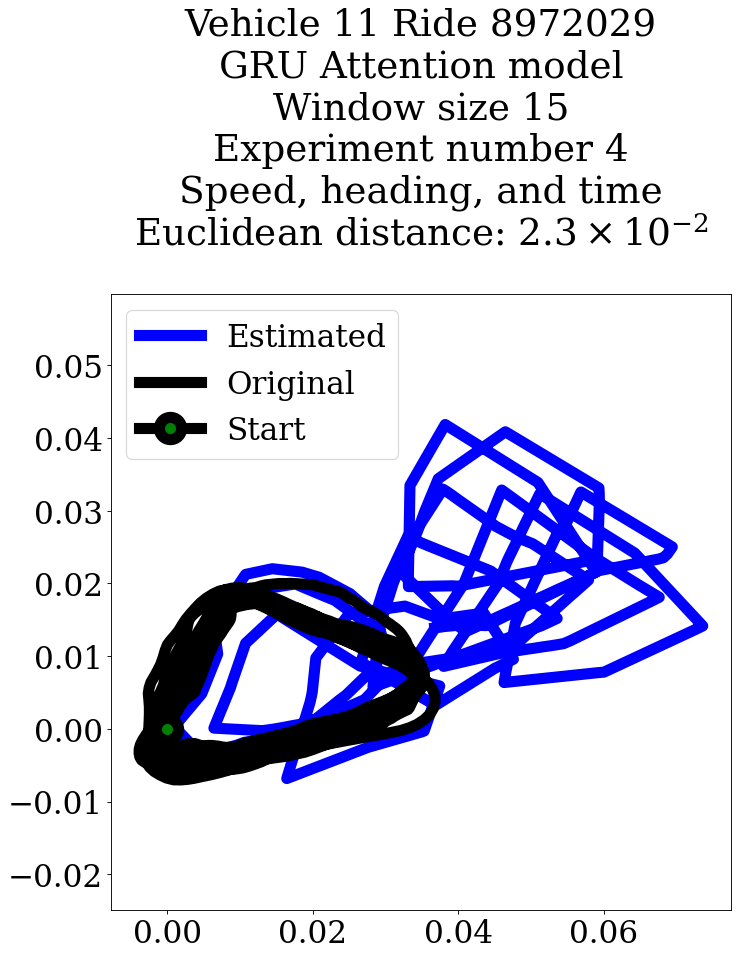 Vehicle 11 Ride 8972029
GRU Attention model
Window size 15
Experiment number 4
Speed, heading, and time
Euclidean distance: 2.3 × 10⁻²
Estimated
Original
Start
0.05
0.04
0.03
0.02
0.01
0.00
−0.01
−0.02
0.00 0.02 0.04 0.06